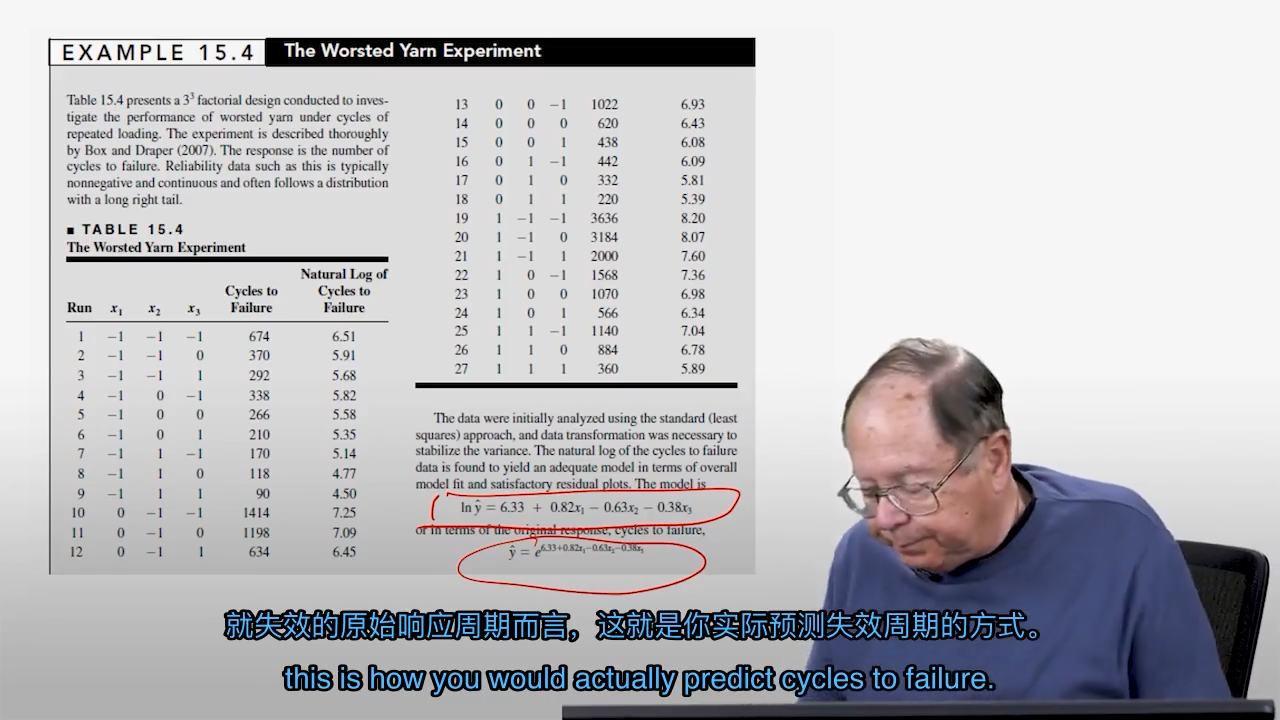 EXAMPLE 15.4 The Worsted Yarn Experiment
Table 15.4 presents a 3³ factorial design conducted to inves-
tigate the performance of worsted yarn under cycles of
repeated loading. The experiment is described thoroughly
by Box and Draper (2007). The response is the number of
cycles to failure. Reliability data such as this is typically
nonnegative and continuous and often follows a distribution
with a long right tail.
■ TABLE 15.4
The Worsted Yarn Experiment
Natural Log of
Cycles to Cycles to
Run x₁ x₂ x₃ Failure Failure
1 −1 −1 −1 674 6.51
2 −1 −1 0 370 5.91
3 −1 −1 1 292 5.68
4 −1 0 −1 338 5.82
5 −1 0 0 266 5.58
6 −1 0 1 210 5.35
7 −1 1 −1 170 5.14
8 −1 1 0 118 4.77
9 −1 1 1 90 4.50
10 0 −1 −1 1414 7.25
11 0 −1 0 1198 7.09
12 0 −1 1 634 6.45
13 0 0 −1 1022 6.93
14 0 0 0 620 6.43
15 0 0 1 438 6.08
16 0 1 −1 442 6.09
17 0 1 0 332 5.81
18 0 1 1 220 5.39
19 1 −1 −1 3636 8.20
20 1 −1 0 3184 8.07
21 1 −1 1 2000 7.60
22 1 0 −1 1568 7.36
23 1 0 0 1070 6.98
24 1 0 1 566 6.34
25 1 1 −1 1140 7.04
26 1 1 0 884 6.78
27 1 1 1 360 5.89
The data were initially analyzed using the standard (least
squares) approach, and data transformation was necessary to
stabilize the variance. The natural log of the cycles to failure
data is found to yield an adequate model in terms of overall
model fit and satisfactory residual plots. The model is
ln ŷ = 6.33 + 0.82x₁ − 0.63x₂ − 0.38x₃
or in terms of the original response, cycles to failure,
ŷ = e^6.33+0.82x₁−0.63x₂−0.38x₃
就失效的原始响应周期而言，这就是你实际预测失效周期的方式。
this is how you would actually predict cycles to failure.